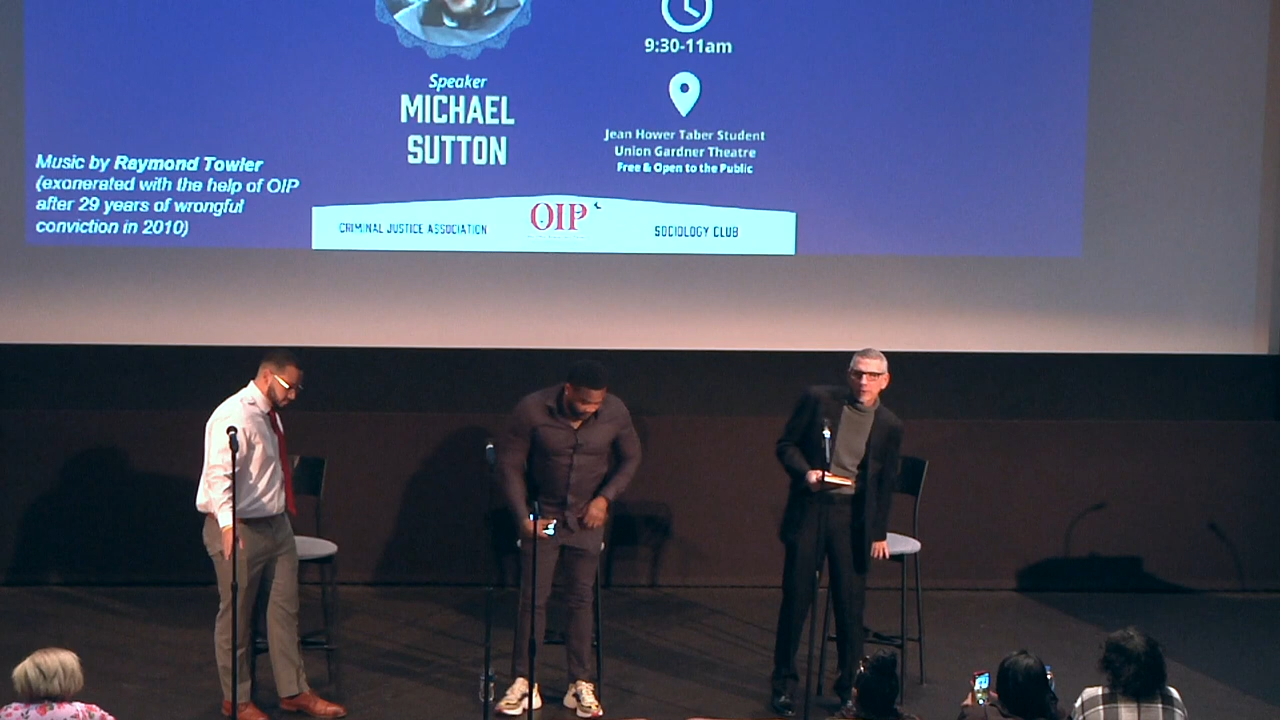 9:30-11am
Speaker
MICHAEL
SUTTON
Jean Hower Taber Student
Union Gardner Theatre
Free & Open to the Public
Music by Raymond Towler
(exonerated with the help of OIP
after 29 years of wrongful
conviction in 2010)
CRIMINAL JUSTICE ASSOCIATION
OIP
SOCIOLOGY CLUB